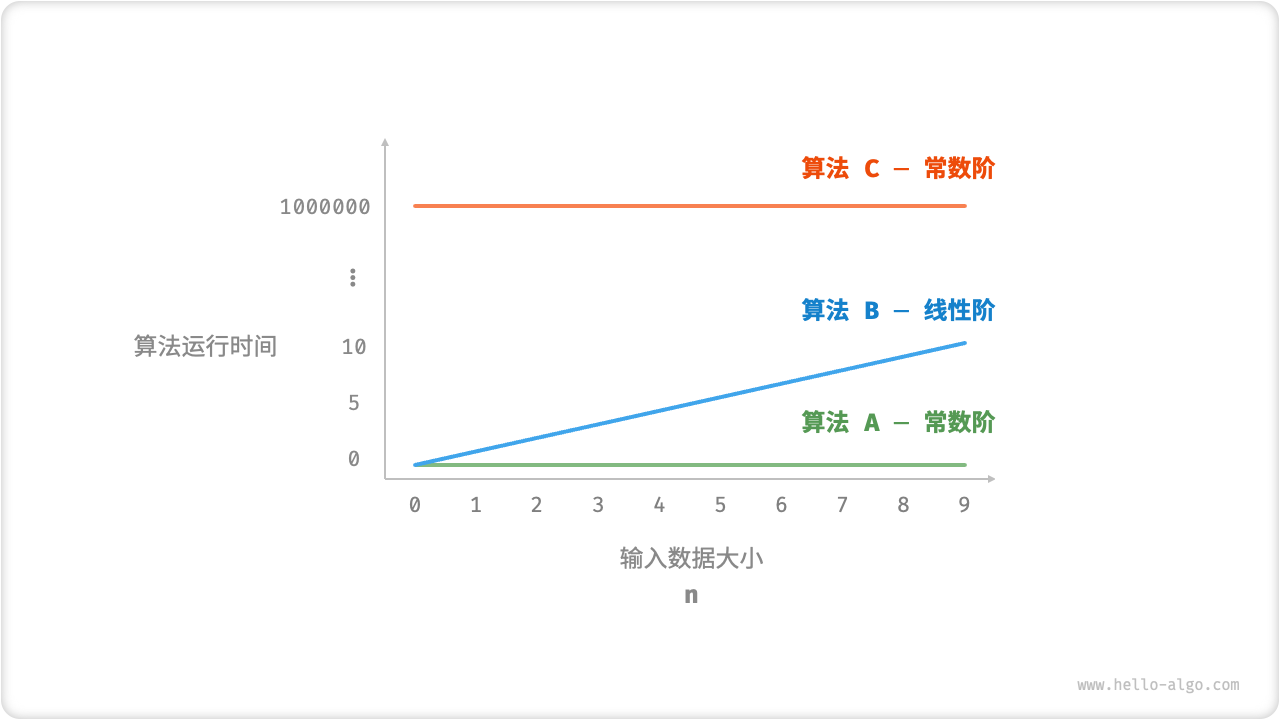 算法 C — 常数阶
1000000
⋮
算法 B — 线性阶
算法运行时间
10
5
算法 A — 常数阶
0
0 1 2 3 4 5 6 7 8 9
输入数据大小
n
www.hello-algo.com